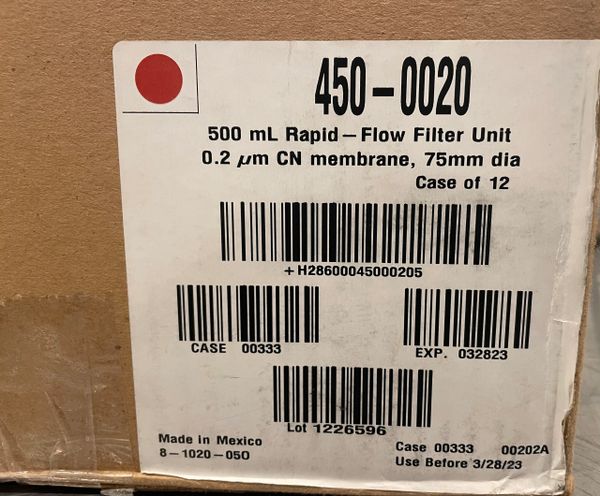 450-0020
500 mL Rapid-Flow Filter Unit
0.2 μm CN membrane, 75mm dia
Case of 12
+H28600045000205
CASE 00333
EXP. 032823
Lot 1226596
Made in Mexico
8-1020-050
Case 00333 00202A
Use Before 3/28/23